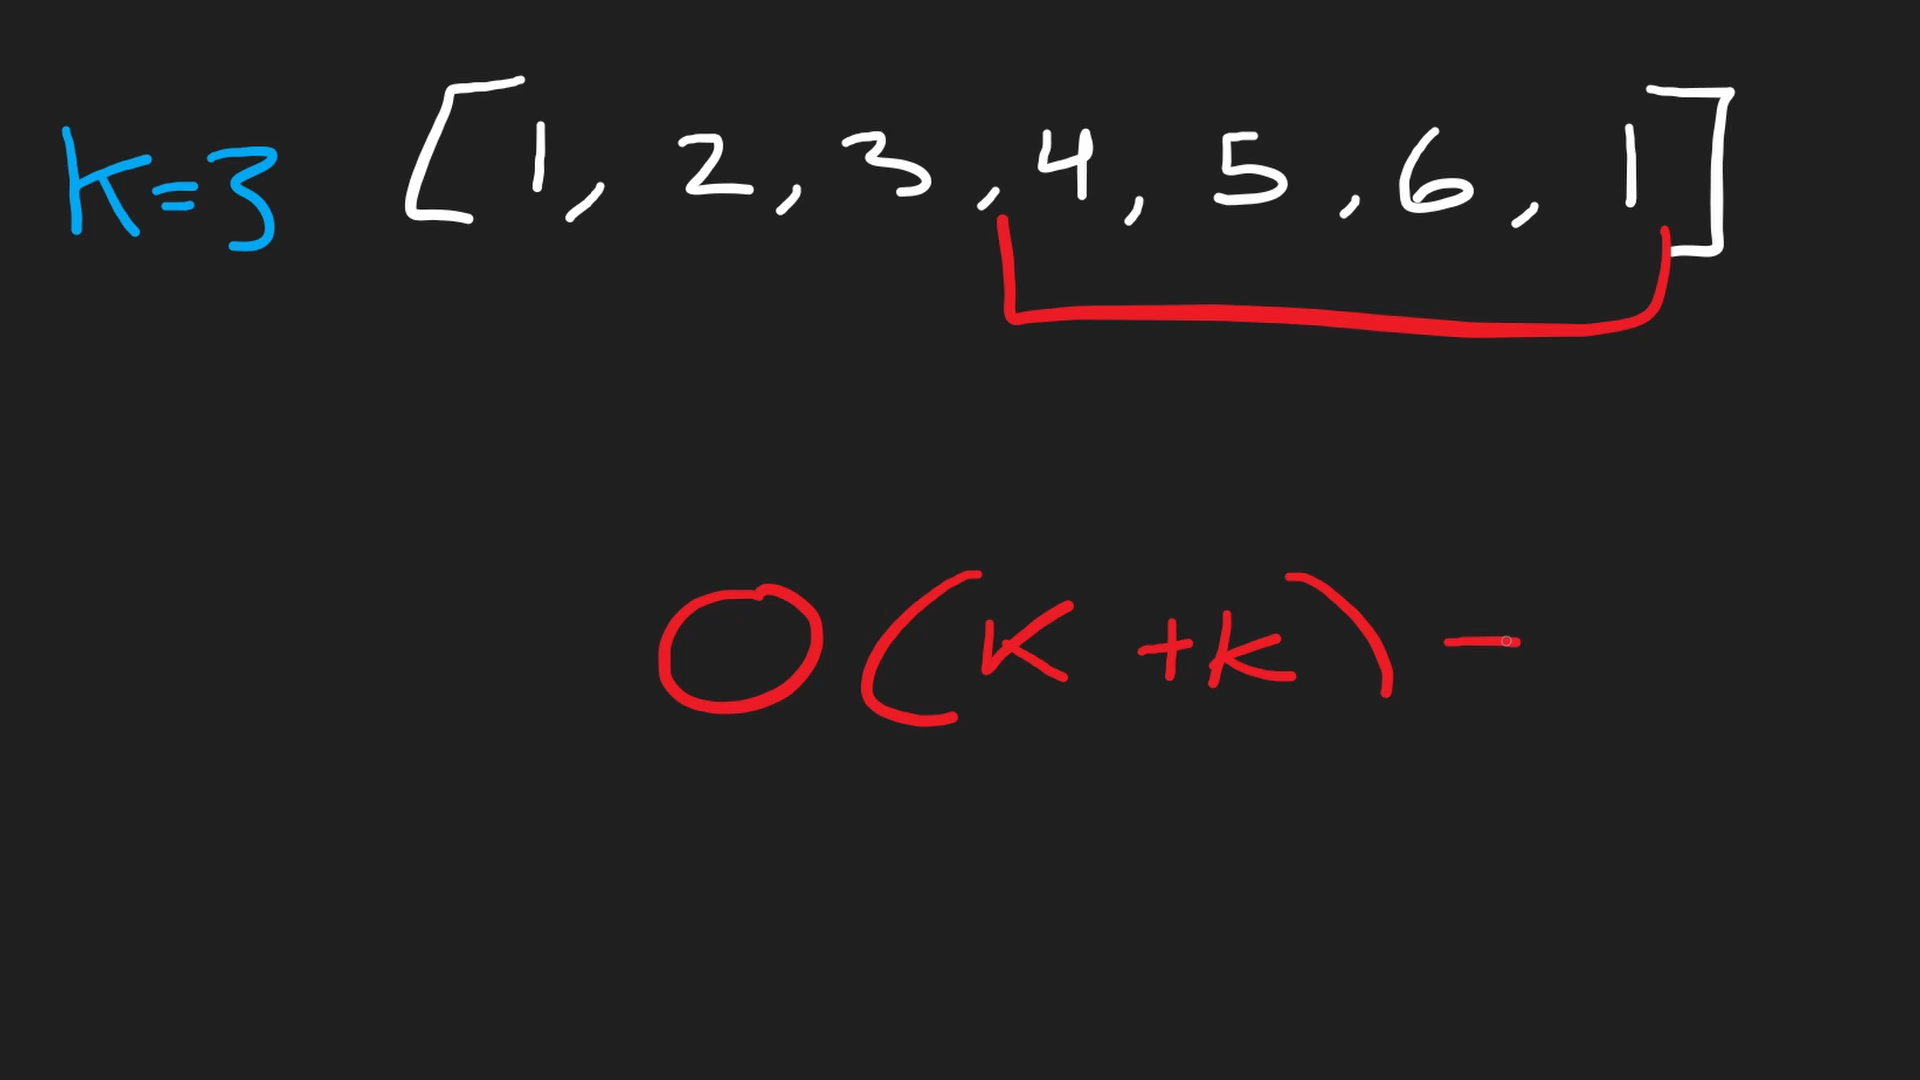 K=3 [1, 2, 3, 4, 5, 6, 1]
O(K+K) -